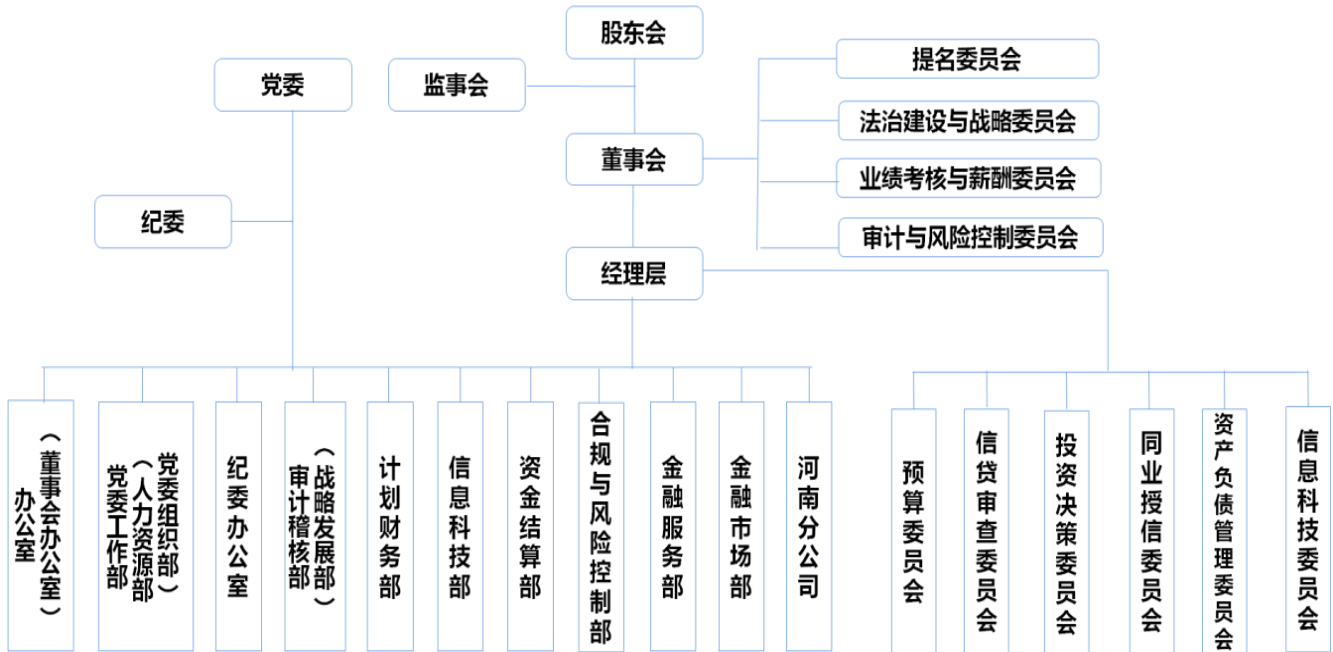 股东会
党委
监事会
提名委员会
法治建设与战略委员会
董事会
业绩考核与薪酬委员会
纪委
审计与风险控制委员会
经理层
办公室
（董事会办公室）
党委工作部
（人力资源部
党委组织部）
纪委办公室
审计稽核部
（战略发展部）
计划财务部
信息科技部
资金结算部
合规与风险控制部
金融服务部
金融市场部
河南分公司
预算委员会
信贷审查委员会
投资决策委员会
同业授信委员会
资产负债管理委员会
信息科技委员会